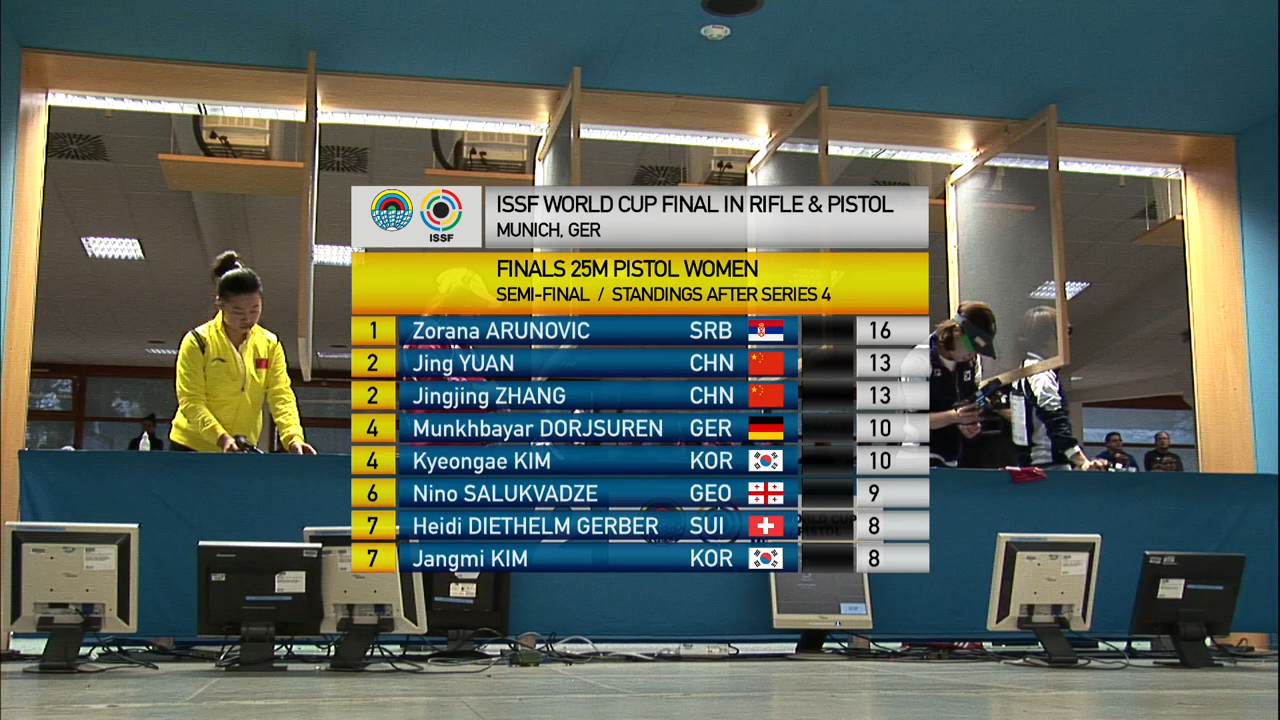 ISSF
ISSF WORLD CUP FINAL IN RIFLE & PISTOL
MUNICH, GER
FINALS 25M PISTOL WOMEN
SEMI-FINAL / STANDINGS AFTER SERIES 4
1 Zorana ARUNOVIC SRB 16
2 Jing YUAN CHN 13
2 Jingjing ZHANG CHN 13
4 Munkhbayar DORJSUREN GER 10
4 Kyeongae KIM KOR 10
6 Nino SALUKVADZE GEO 9
7 Heidi DIETHELM GERBER SUI 8
7 Jangmi KIM KOR 8
WORLD CUP
PISTOL